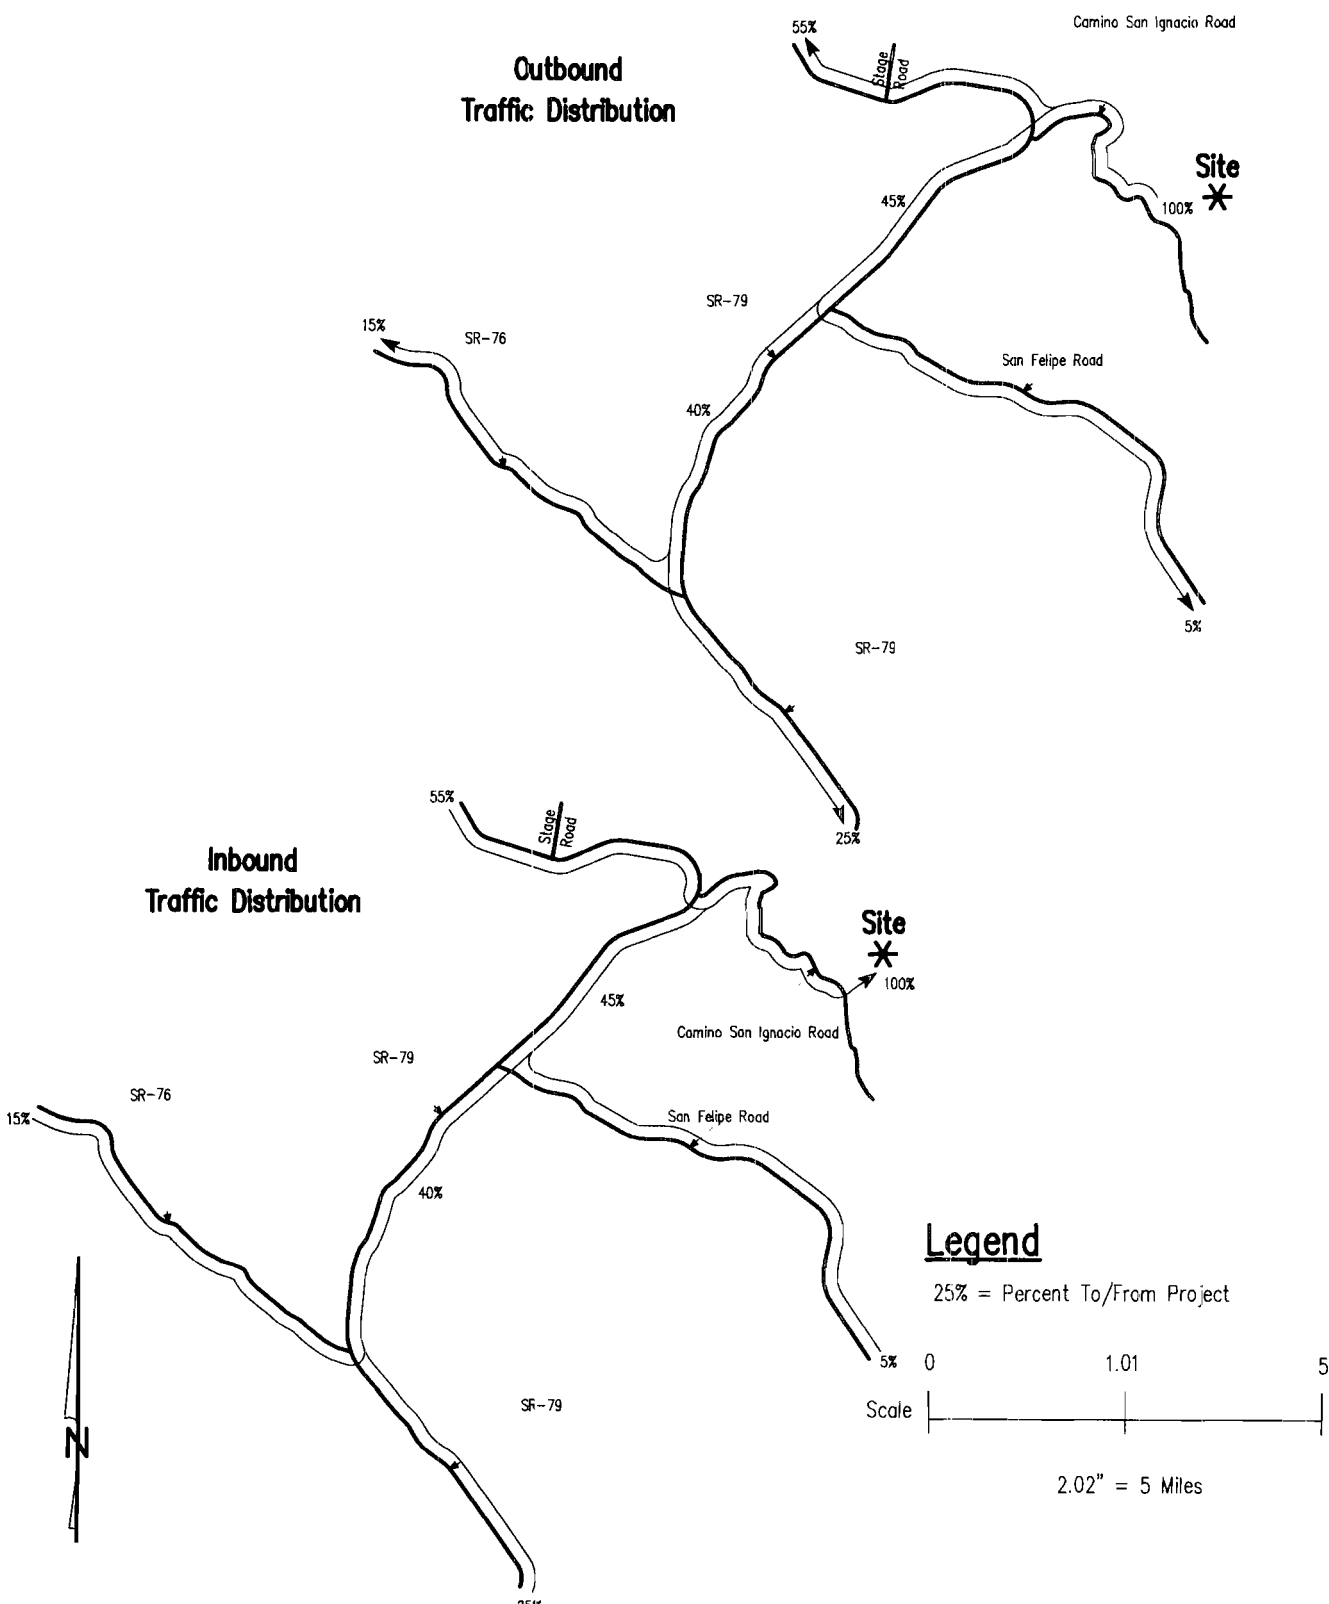 Camino San Ignacio Road
55%
Outbound
Traffic Distribution
Stage
Road
Site
100%
45%
SR-79
15%
SR-76
San Felipe Road
40%
5%
SR-79
25%
55%
Stage
Road
Inbound
Traffic Distribution
Site
100%
45%
Camino San Ignacio Road
SR-79
SR-76
15%
San Felipe Road
40%
Legend
25% = Percent To/From Project
5%
0 1.01 5
Scale
SR-79
N
2.02" = 5 Miles